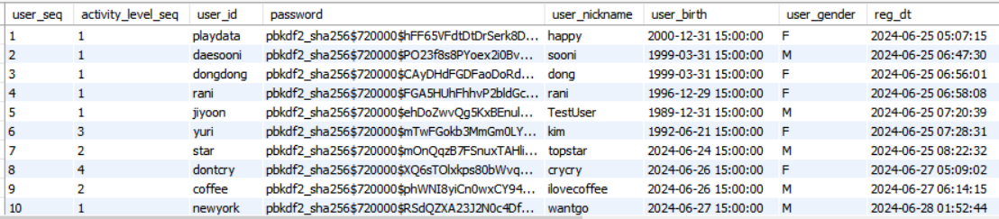 user_seq activity_level_seq user_id password user_nickname user_birth user_gender reg_dt
1 1 playdata pbkdf2_sha256$720000$hFF65VFdtDtDrSerk8D... happy 2000-12-31 15:00:00 F 2024-06-25 05:07:15
2 1 daesooni pbkdf2_sha256$720000$PO23f8s8PYoex2i0Bv... sooni 1999-03-31 15:00:00 M 2024-06-25 06:47:30
3 1 dongdong pbkdf2_sha256$720000$CAyDHdFGDFaoDoRd... dong 1999-03-31 15:00:00 F 2024-06-25 06:56:01
4 1 rani pbkdf2_sha256$720000$FGA5HUhFhhvP2bldGc... rani 1996-12-29 15:00:00 F 2024-06-25 06:58:08
5 1 jiyoon pbkdf2_sha256$720000$ehDoZwvQg5KxBEnul... TestUser 1989-12-31 15:00:00 M 2024-06-25 07:20:39
6 3 yuri pbkdf2_sha256$720000$mTwFGokb3MmGm0LY... kim 1992-06-21 15:00:00 F 2024-06-25 07:28:31
7 2 star pbkdf2_sha256$720000$mOnQqzB7FSnuxTAHli... topstar 2024-06-24 15:00:00 M 2024-06-25 08:22:32
8 4 dontcry pbkdf2_sha256$720000$XQ6sTOlxkps80bWvq... crycry 2024-06-26 15:00:00 F 2024-06-27 05:09:02
9 2 coffee pbkdf2_sha256$720000$phWNI8yiCn0wxCY94... ilovecoffee 2024-06-26 15:00:00 M 2024-06-27 06:14:15
10 1 newyork pbkdf2_sha256$720000$RSdQZXA23J2N0c4Df... wantgo 2024-06-27 15:00:00 M 2024-06-28 01:52:44